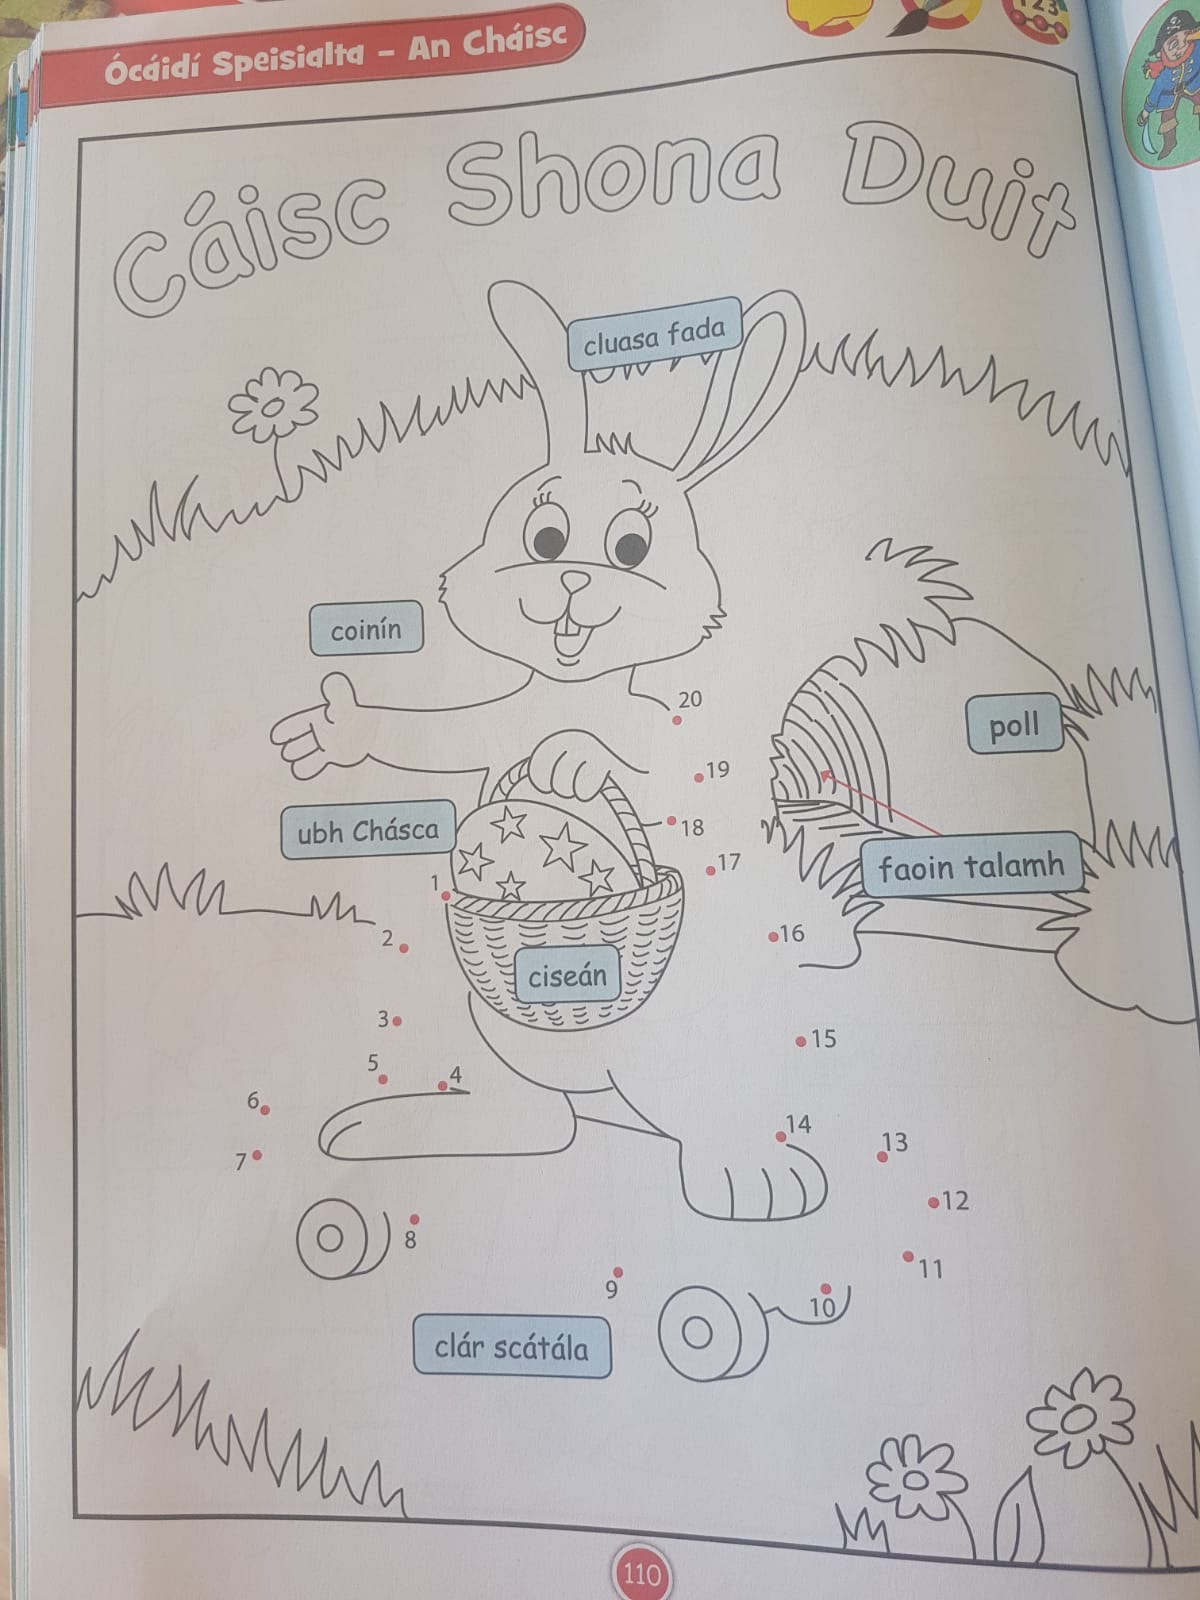 Ócáidí Speisialta – An Cháisc
123
Cáisc Shona Duit
cluasa fada
coinín
20
poll
19
ubh Chásca
18
17
faoin talamh
1
2
16
ciseán
3
15
5
4
6
14
13
7
12
8
11
9
10
clár scátála
110